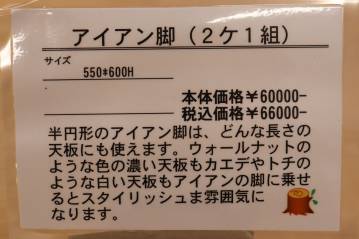 アイアン脚（２ケ１組）
サイズ
550*600H
本体価格￥60000-
税込価格￥66000-
半円形のアイアン脚は、どんな長さの
天板にも使えます。ウォールナットの
ような色の濃い天板もカエデやトチの
ような白い天板もアイアンの脚に乗せ
るとスタイリッシュま雰囲気に
なります。